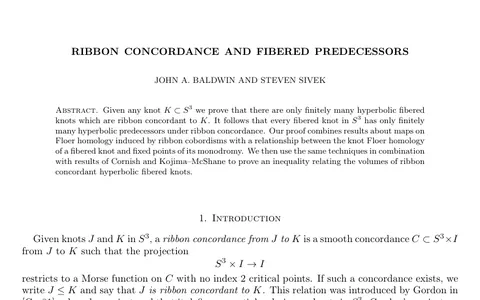 RIBBON CONCORDANCE AND FIBERED PREDECESSORS
JOHN A. BALDWIN AND STEVEN SIVEK
ABSTRACT. Given any knot K ⊂ S³ we prove that there are only finitely many hyperbolic fibered
knots which are ribbon concordant to K. It follows that every fibered knot in S³ has only finitely
many hyperbolic predecessors under ribbon concordance. Our proof combines results about maps on
Floer homology induced by ribbon cobordisms with a relationship between the knot Floer homology
of a fibered knot and fixed points of its monodromy. We then use the same techniques in combination
with results of Cornish and Kojima–McShane to prove an inequality relating the volumes of ribbon
concordant hyperbolic fibered knots.
1. INTRODUCTION
Given knots J and K in S³, a ribbon concordance from J to K is a smooth concordance C ⊂ S³×I
from J to K such that the projection
S³ × I → I
restricts to a Morse function on C with no index 2 critical points. If such a concordance exists, we
write J ≤ K and say that J is ribbon concordant to K. This relation was introduced by Gordon in